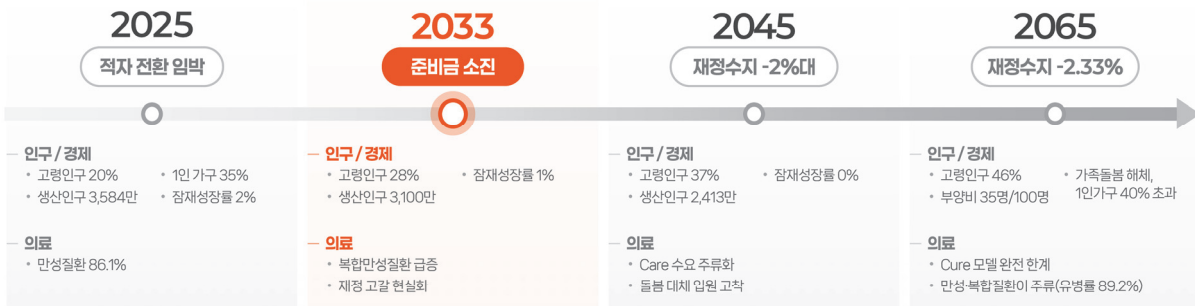 2025
적자 전환 임박
인구 / 경제
• 고령인구 20%
• 1인 가구 35%
• 생산인구 3,584만
• 잠재성장률 2%
의료
• 만성질환 86.1%
2033
준비금 소진
인구 / 경제
• 고령인구 28%
• 잠재성장률 1%
• 생산인구 3,100만
의료
• 복합만성질환 급증
• 재정 고갈 현실회
2045
재정수지 -2%대
인구 / 경제
• 고령인구 37%
• 잠재성장률 0%
• 생산인구 2,413만
의료
• Care 수요 주류화
• 돌봄 대체 입원 고착
2065
재정수지 -2.33%
인구 / 경제
• 고령인구 46%
• 부양비 35명/100명
• 가족돌봄 해체,
1인가구 40% 초과
의료
• Cure 모델 완전 한계
• 만성·복합질환이 주류(유병률 89.2%)